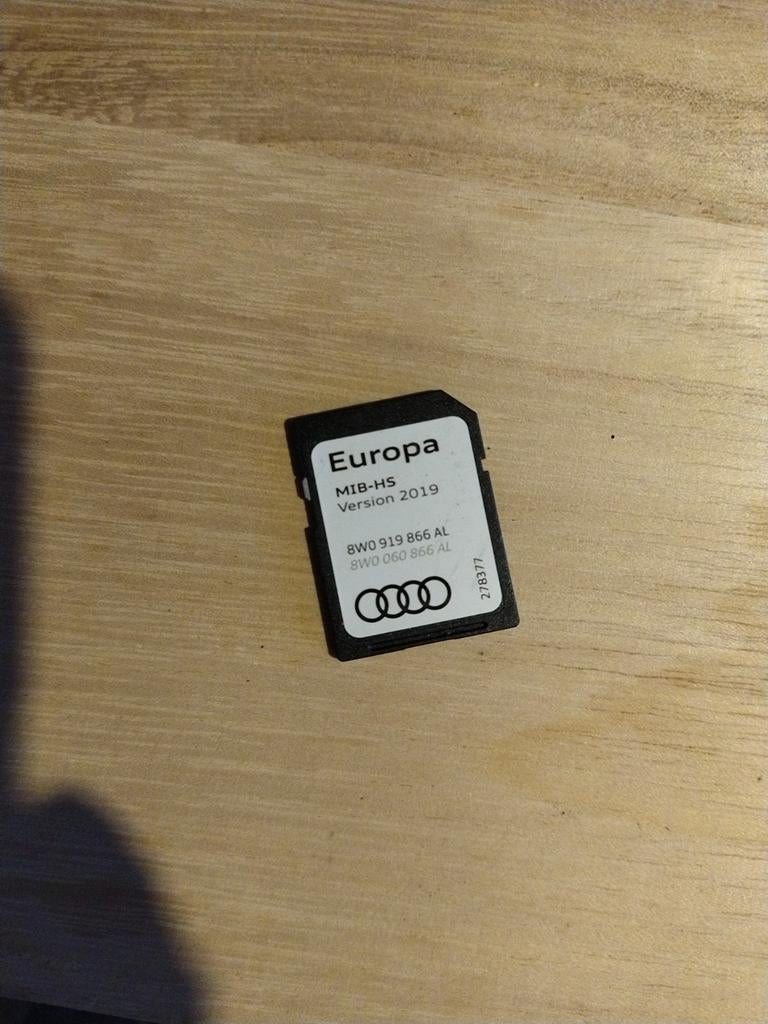 Europa
MIB-HS
Version 2019
8W0 919 866 AL
8W0 060 866 AL
278377